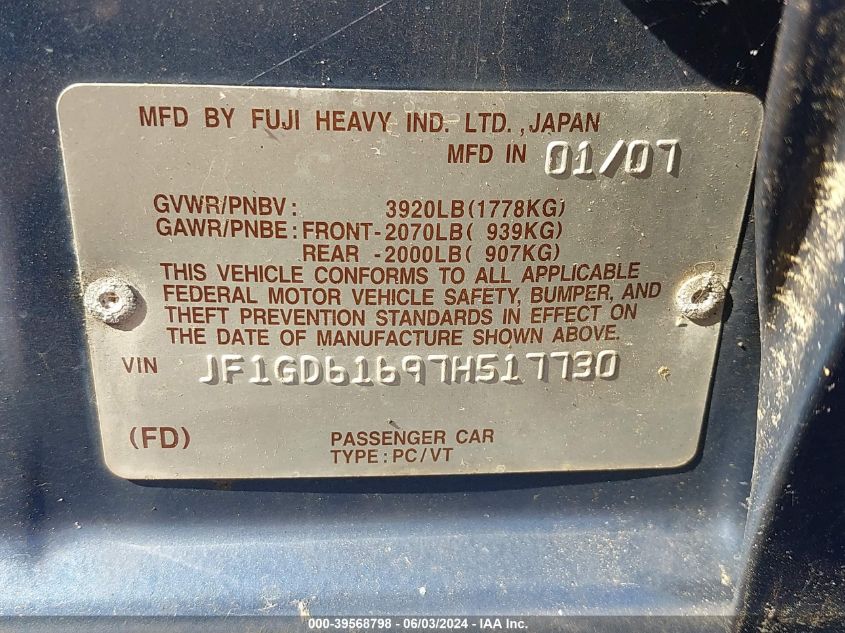 MFD BY FUJI HEAVY IND. LTD., JAPAN
MFD IN 01/07
GVWR/PNBV: 3920LB(1778KG)
GAWR/PNBE: FRONT-2070LB( 939KG)
REAR -2000LB( 907KG)
THIS VEHICLE CONFORMS TO ALL APPLICABLE
FEDERAL MOTOR VEHICLE SAFETY, BUMPER, AND
THEFT PREVENTION STANDARDS IN EFFECT ON
THE DATE OF MANUFACTURE SHOWN ABOVE.
VIN JF1GD61697H517730
(FD) PASSENGER CAR
TYPE: PC/VT
000-39568798 - 06/03/2024 - IAA Inc.